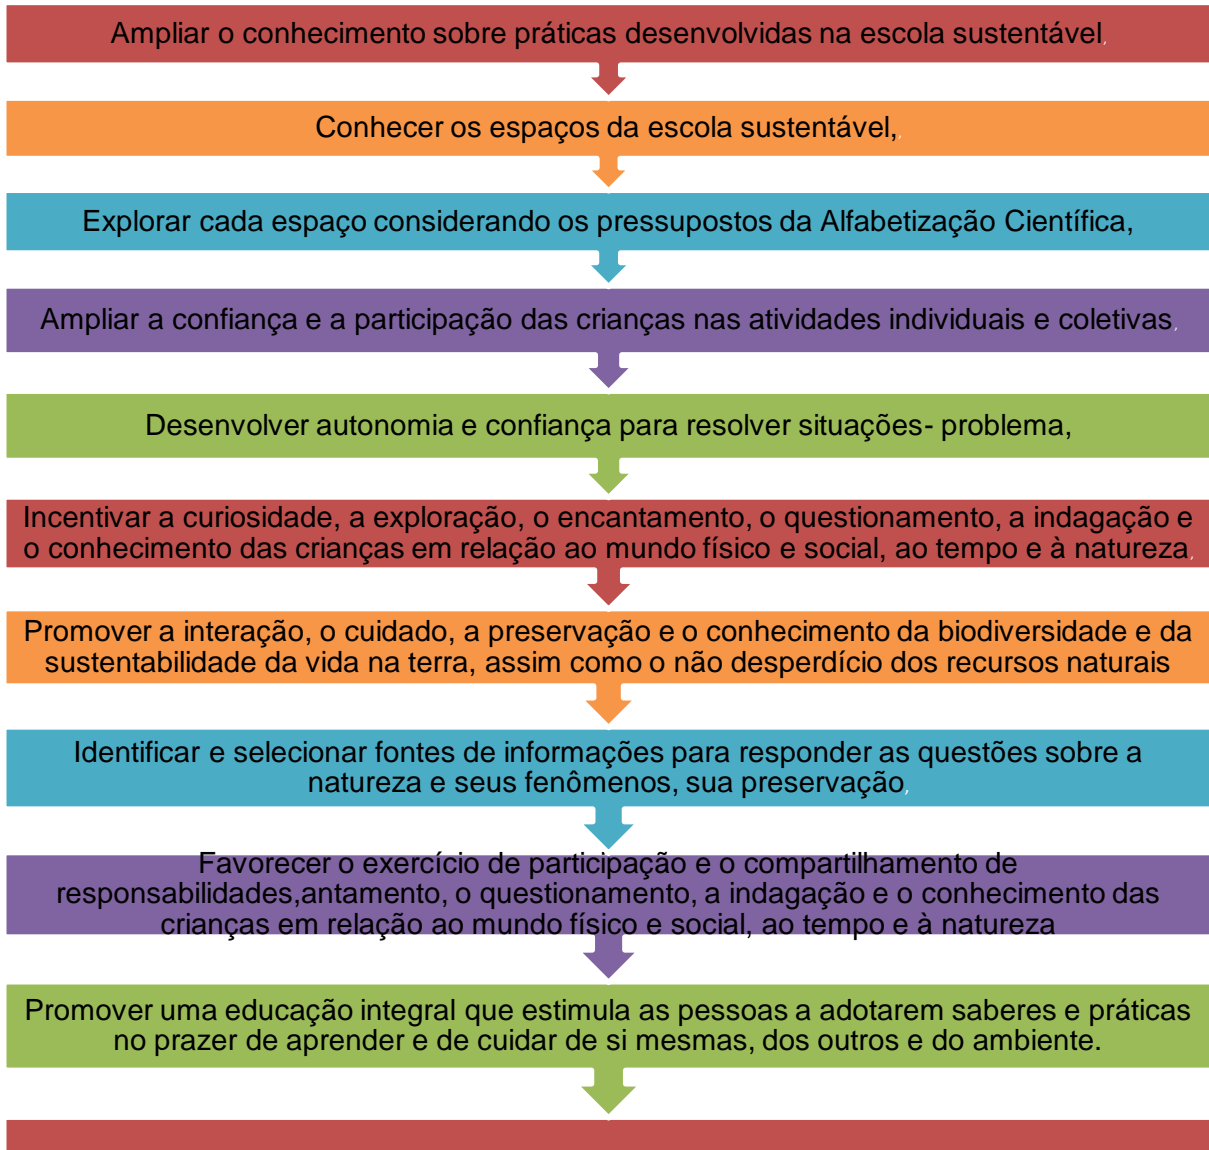 Ampliar o conhecimento sobre práticas desenvolvidas na escola sustentável,
Conhecer os espaços da escola sustentável,,
Explorar cada espaço considerando os pressupostos da Alfabetização Científica,
Ampliar a confiança e a participação das crianças nas atividades individuais e coletivas,
Desenvolver autonomia e confiança para resolver situações- problema,
Incentivar a curiosidade, a exploração, o encantamento, o questionamento, a indagação e
o conhecimento das crianças em relação ao mundo físico e social, ao tempo e à natureza,
Promover a interação, o cuidado, a preservação e o conhecimento da biodiversidade e da
sustentabilidade da vida na terra, assim como o não desperdício dos recursos naturais
Identificar e selecionar fontes de informações para responder as questões sobre a
natureza e seus fenômenos, sua preservação,
Favorecer o exercício de participação e o compartilhamento de
responsabilidades,antamento, o questionamento, a indagação e o conhecimento das
crianças em relação ao mundo físico e social, ao tempo e à natureza
Promover uma educação integral que estimula as pessoas a adotarem saberes e práticas
no prazer de aprender e de cuidar de si mesmas, dos outros e do ambiente.